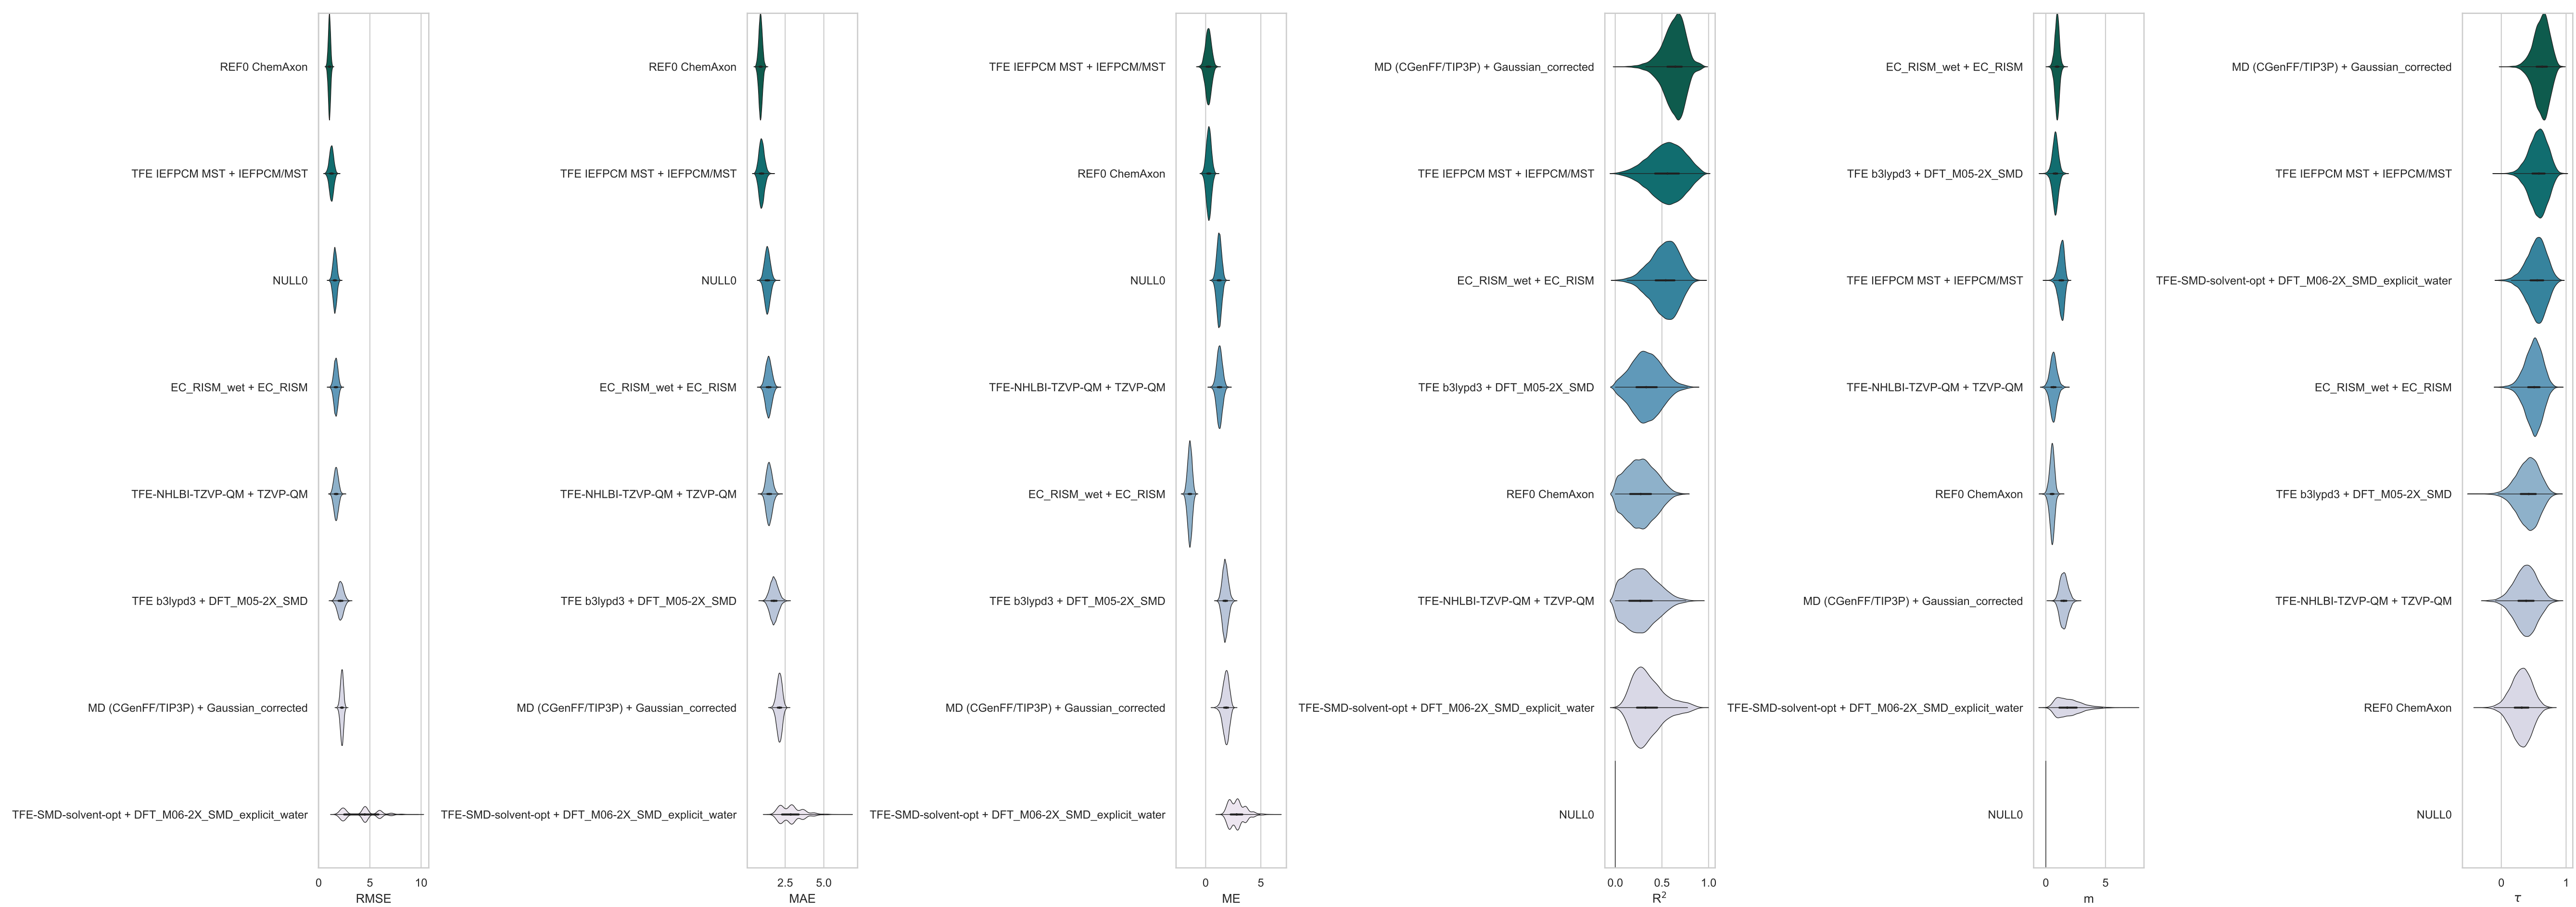 REF0 ChemAxon
TFE IEFPCM MST + IEFPCM/MST
NULL0
EC_RISM_wet + EC_RISM
TFE-NHLBI-TZVP-QM + TZVP-QM
TFE b3lypd3 + DFT_M05-2X_SMD
MD (CGenFF/TIP3P) + Gaussian_corrected
TFE-SMD-solvent-opt + DFT_M06-2X_SMD_explicit_water
0 5 10
RMSE
REF0 ChemAxon
TFE IEFPCM MST + IEFPCM/MST
NULL0
EC_RISM_wet + EC_RISM
TFE-NHLBI-TZVP-QM + TZVP-QM
TFE b3lypd3 + DFT_M05-2X_SMD
MD (CGenFF/TIP3P) + Gaussian_corrected
TFE-SMD-solvent-opt + DFT_M06-2X_SMD_explicit_water
2.5 5.0
MAE
TFE IEFPCM MST + IEFPCM/MST
REF0 ChemAxon
NULL0
TFE-NHLBI-TZVP-QM + TZVP-QM
EC_RISM_wet + EC_RISM
TFE b3lypd3 + DFT_M05-2X_SMD
MD (CGenFF/TIP3P) + Gaussian_corrected
TFE-SMD-solvent-opt + DFT_M06-2X_SMD_explicit_water
0 5
ME
MD (CGenFF/TIP3P) + Gaussian_corrected
TFE IEFPCM MST + IEFPCM/MST
EC_RISM_wet + EC_RISM
TFE b3lypd3 + DFT_M05-2X_SMD
REF0 ChemAxon
TFE-NHLBI-TZVP-QM + TZVP-QM
TFE-SMD-solvent-opt + DFT_M06-2X_SMD_explicit_water
NULL0
0.0 0.5 1.0
R²
EC_RISM_wet + EC_RISM
TFE b3lypd3 + DFT_M05-2X_SMD
TFE IEFPCM MST + IEFPCM/MST
TFE-NHLBI-TZVP-QM + TZVP-QM
REF0 ChemAxon
MD (CGenFF/TIP3P) + Gaussian_corrected
TFE-SMD-solvent-opt + DFT_M06-2X_SMD_explicit_water
NULL0
0 5
m
MD (CGenFF/TIP3P) + Gaussian_corrected
TFE IEFPCM MST + IEFPCM/MST
TFE-SMD-solvent-opt + DFT_M06-2X_SMD_explicit_water
EC_RISM_wet + EC_RISM
TFE b3lypd3 + DFT_M05-2X_SMD
TFE-NHLBI-TZVP-QM + TZVP-QM
REF0 ChemAxon
NULL0
0 1
τ